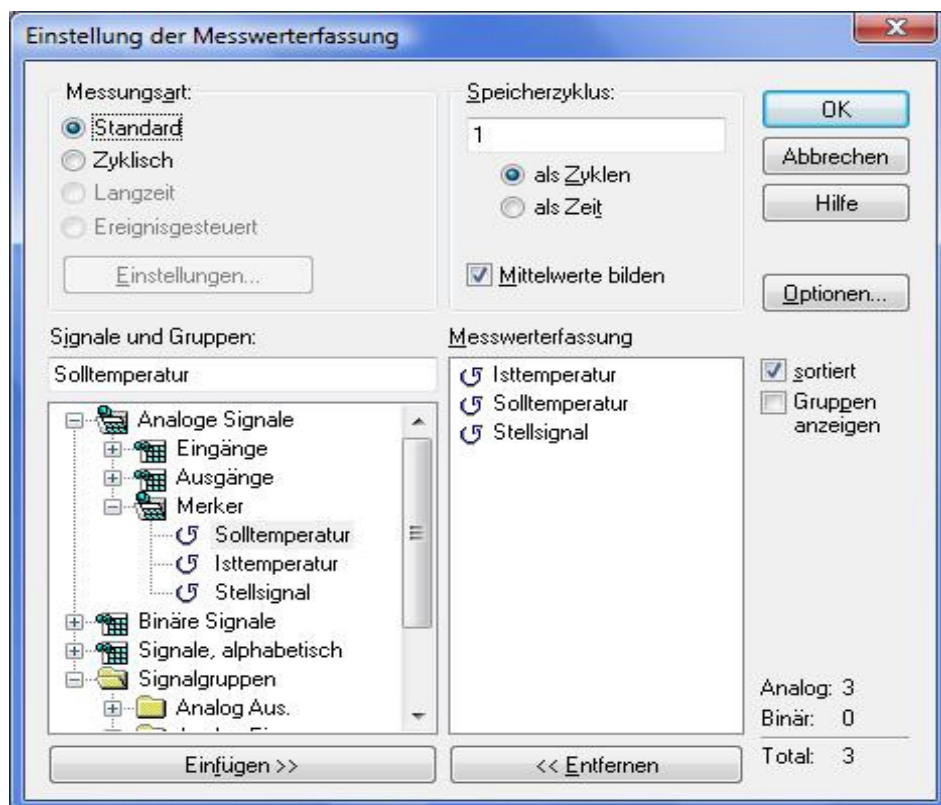 Einstellung der Messwerterfassung
Messungsart:
Standard
Zyklisch
Langzeit
Ereignisgesteuert
Einstellungen...
Speicherzyklus:
1
als Zyklen
als Zeit
Mittelwerte bilden
OK
Abbrechen
Hilfe
Optionen...
Signale und Gruppen:
Solltemperatur
Analoge Signale
Eingänge
Ausgänge
Merker
Solltemperatur
Isttemperatur
Stellsignal
Binäre Signale
Signale, alphabetisch
Signalgruppen
Analog Aus.
Einfügen >>
Messwerterfassung
Isttemperatur
Solltemperatur
Stellsignal
<< Entfernen
sortiert
Gruppen
anzeigen
Analog: 3
Binär: 0
Total: 3